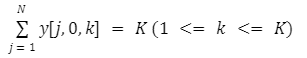 N
∑ y[j, 0, k] = K (1 <= k <= K)
j = 1